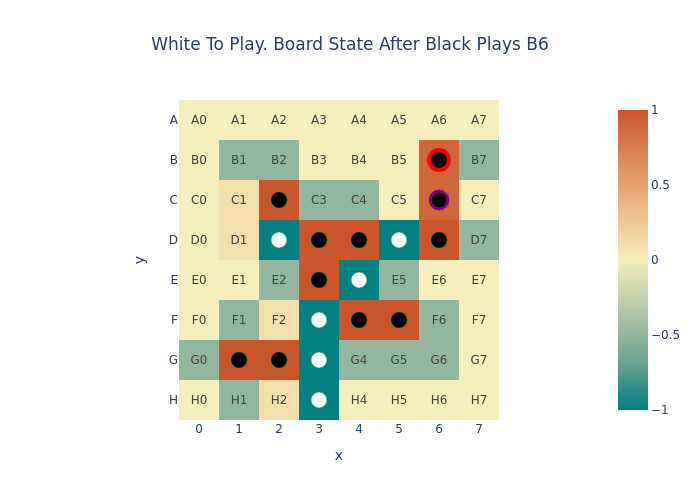 White To Play. Board State After Black Plays B6
A A0 A1 A2 A3 A4 A5 A6 A7
B B0 B1 B2 B3 B4 B5 B7
C C0 C1 C3 C4 C5 C7
D D0 D1 D7
E E0 E1 E2 E5 E6 E7
F F0 F1 F2 F6 F7
G G0 G4 G5 G6 G7
H H0 H1 H2 H4 H5 H6 H7
0 1 2 3 4 5 6 7
x
y
1
0.5
0
−0.5
−1